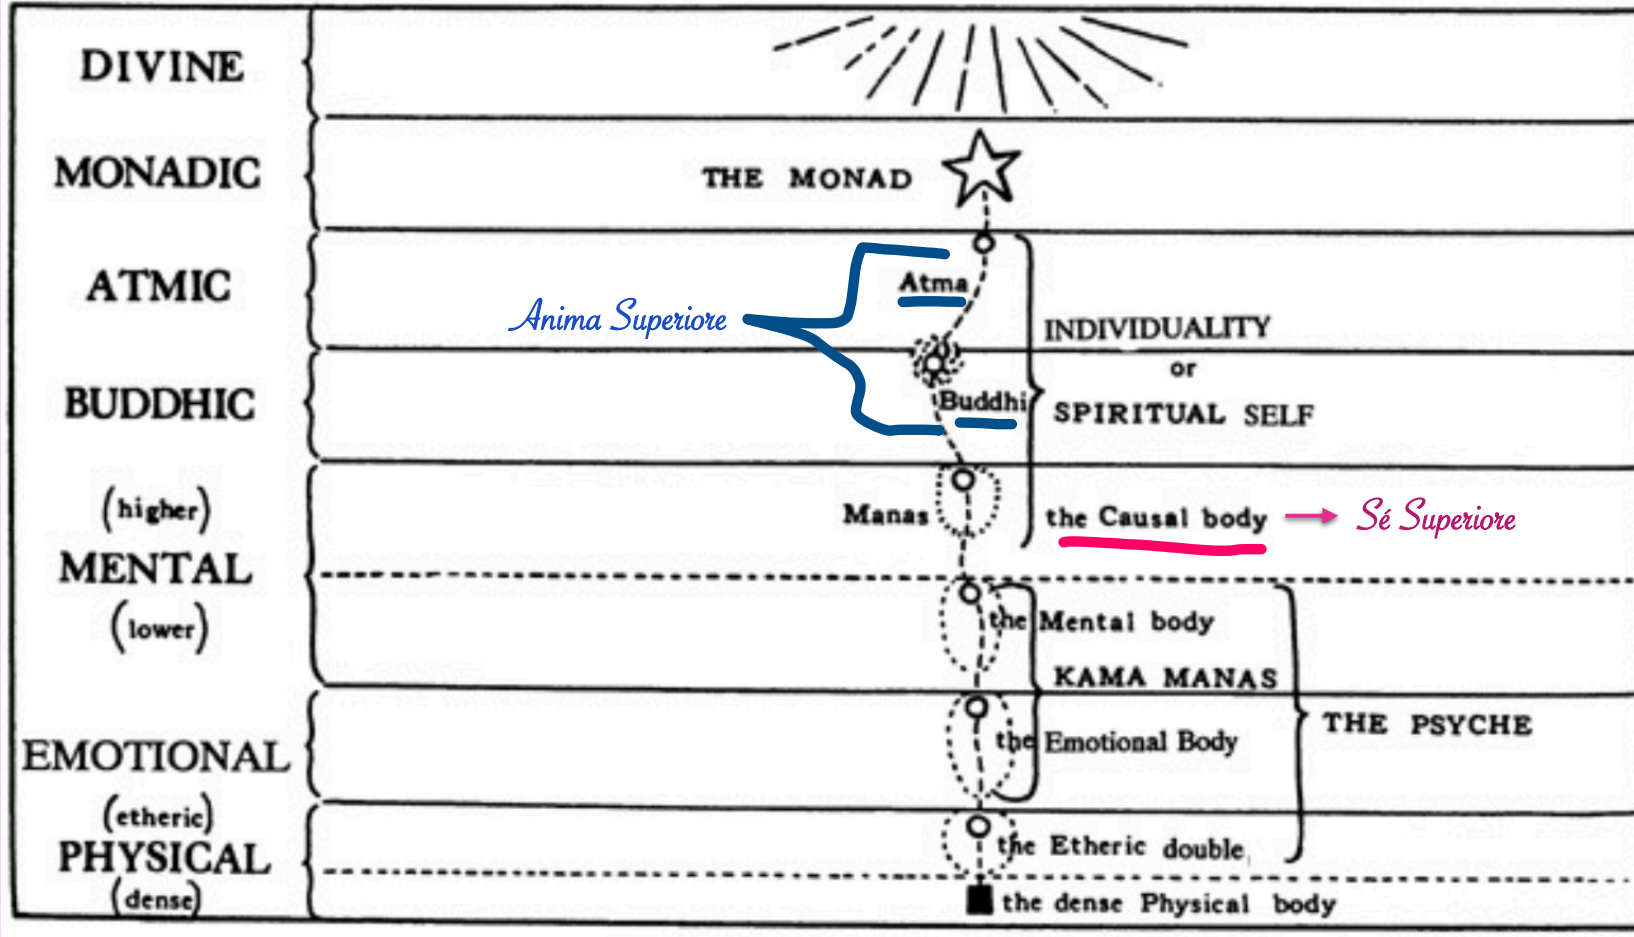 DIVINE
MONADIC
THE MONAD
ATMIC
Atma
Anima Superiore
INDIVIDUALITY
or
SPIRITUAL SELF
BUDDHIC
Buddhi
(higher)
MENTAL
(lower)
Manas
the Causal body
Sé Superiore
the Mental body
KAMA MANAS
THE PSYCHE
EMOTIONAL
the Emotional Body
(etheric)
PHYSICAL
(dense)
the Etheric double
the dense Physical body